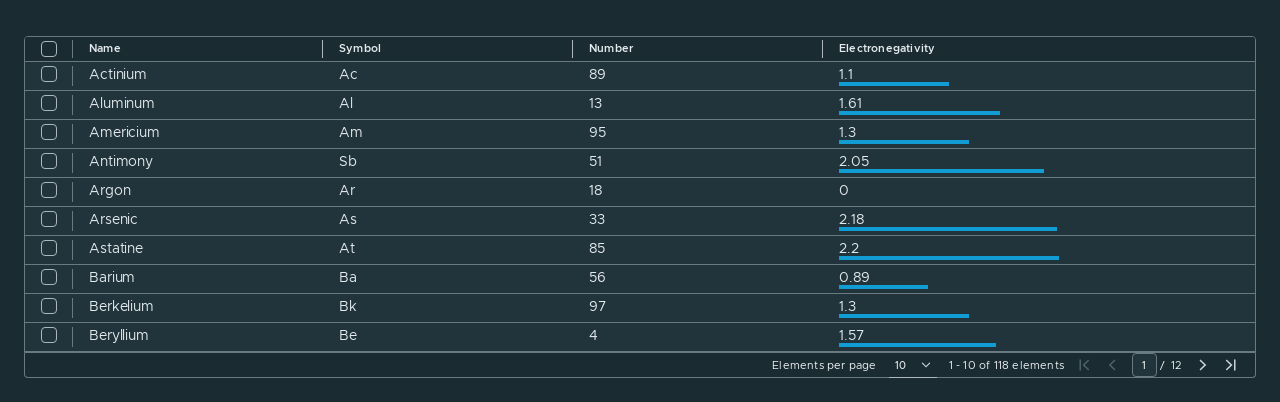 Name Symbol Number Electronegativity
Actinium Ac 89 1.1
Aluminum Al 13 1.61
Americium Am 95 1.3
Antimony Sb 51 2.05
Argon Ar 18 0
Arsenic As 33 2.18
Astatine At 85 2.2
Barium Ba 56 0.89
Berkelium Bk 97 1.3
Beryllium Be 4 1.57
Elements per page 10 1 - 10 of 118 elements 1 / 12